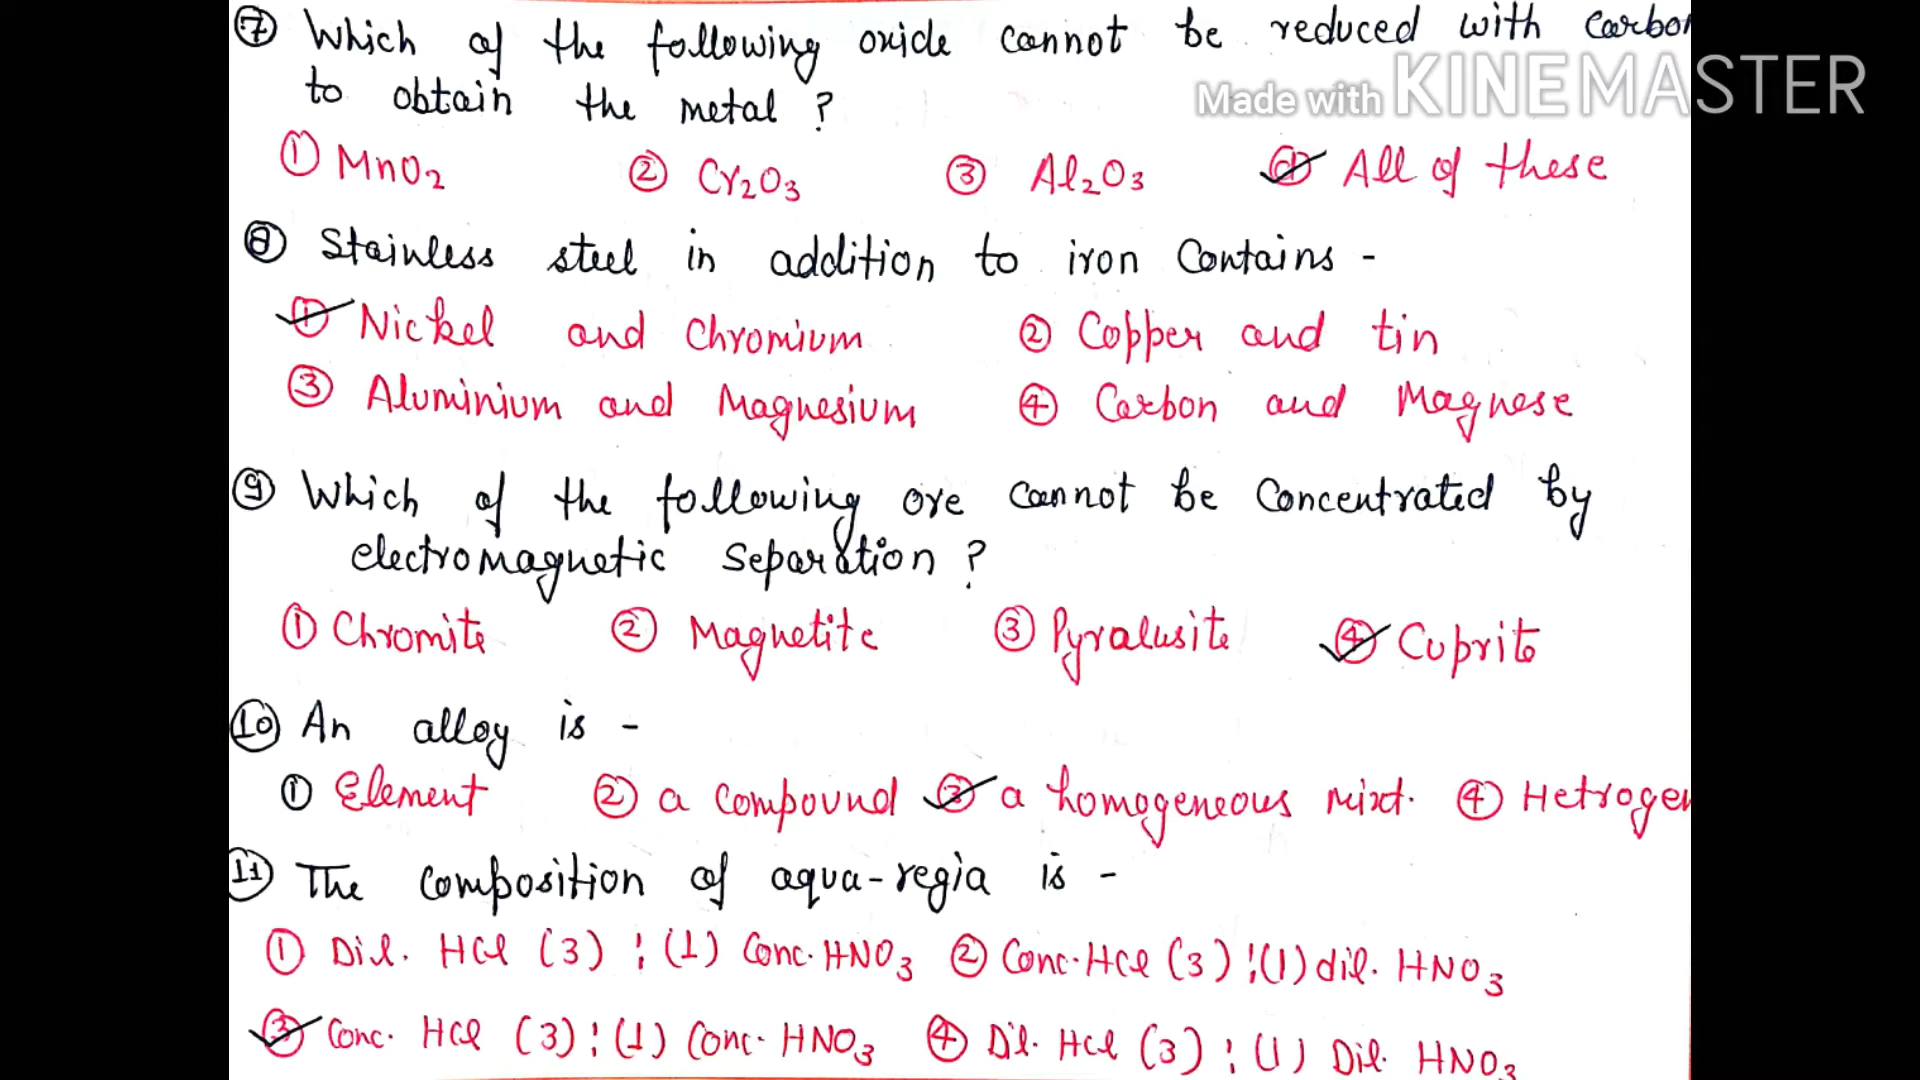 ⑦ Which of the following oxide cannot be reduced with Carbon
to obtain the metal ?
Made with KINEMASTER
① MnO2 ② Cr2O3 ③ Al2O3 ④ All of these
⑧ Stainless steel in addition to iron Contains -
① Nickel and Chromium ② Copper and tin
③ Aluminium and Magnesium ④ Carbon and Magnese
⑨ Which of the following ore cannot be Concentrated by
electromagnetic separation ?
① Chromite ② Magnetite ③ Pyralusite ④ Cuprite
⑩ An alloy is -
① Element ② a compound ③ a homogeneous mixt. ④ Hetrogen
⑪ The Composition of aqua-regia is -
① Dil. HCl (3) : (1) Conc. HNO3 ② Conc. HCl (3) : (1) dil. HNO3
③ Conc. HCl (3) : (1) Conc. HNO3 ④ Dil. HCl (3) : (1) Dil. HNO3